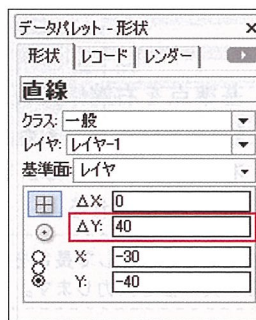 データパレット - 形状 ×
形状 レコード レンダー
直線
クラス: 一般
レイヤ: レイヤ-1
基準面: レイヤ
ΔX: 0
ΔY: 40
X: -30
Y: -40